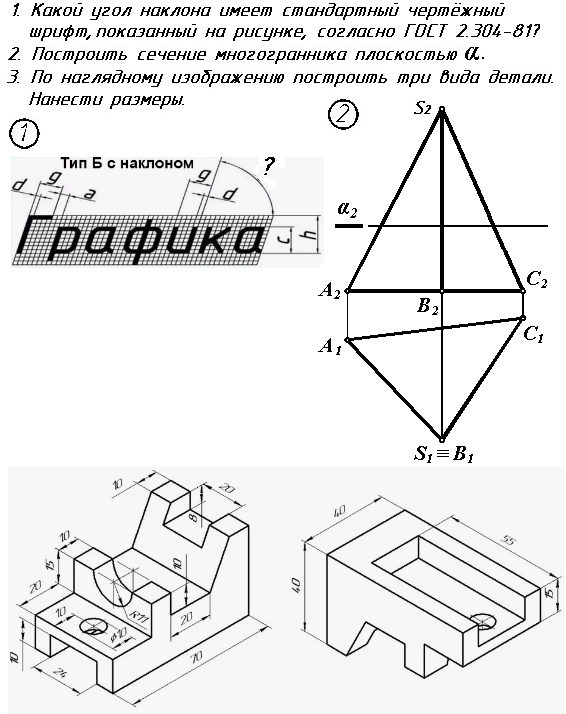 1. Какой угол наклона имеет стандартный чертёжный
шрифт, показанный на рисунке, согласно ГОСТ 2.304-81?
2. Построить сечение многогранника плоскостью α.
3. По наглядному изображению построить три вида детали.
Нанести размеры.
1
Тип Б с наклоном
?
d g a g d
Графика
c h
2
S2
α2
A2 B2 C2
A1 C1
S1≡B1
10
20
8
10
15
20
10
10
R11
20
ø10
10
24
70
40
55
40
15